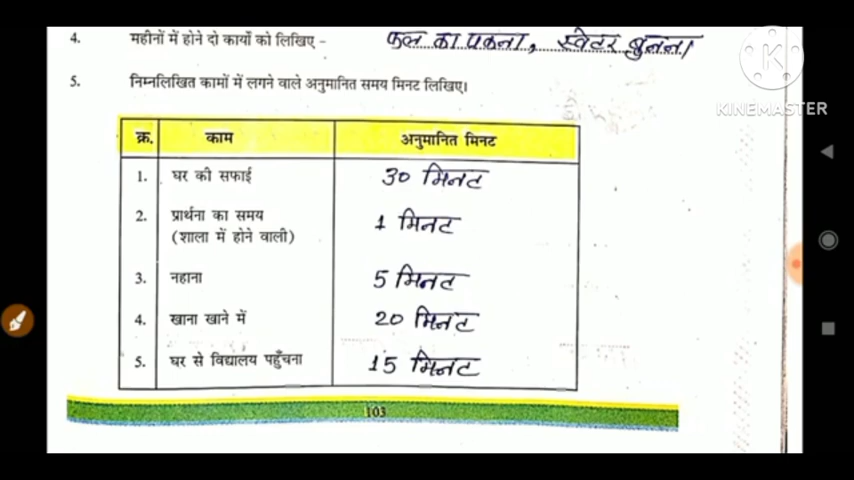 4. महीनों में होने दो कार्यों को लिखिए - फल का पकना, स्वेटर बुनना।
KINEMASTER
5. निम्नलिखित कामों में लगने वाले अनुमानित समय मिनट लिखिए।
क्र. काम अनुमानित मिनट
1. घर की सफाई 30 मिनट
2. प्रार्थना का समय 1 मिनट
(शाला में होने वाली)
3. नहाना 5 मिनट
4. खाना खाने में 20 मिनट
5. घर से विद्यालय पहुँचना 15 मिनट
103